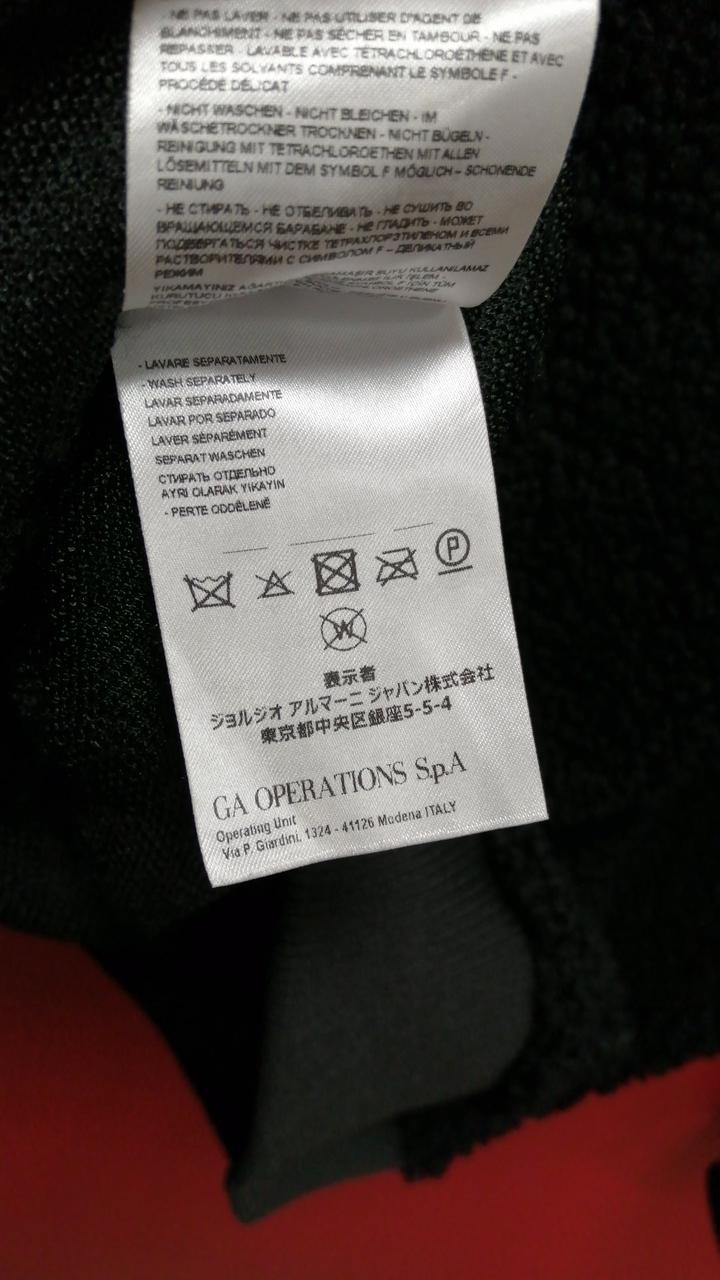 - NE PAS LAVER - NE PAS UTILISER D'AGENT DE
BLANCHIMENT - NE PAS SÉCHER EN TAMBOUR - NE PAS
REPASSER - LAVABLE AVEC TÉTRACHLOROÉTHENE ET AVEC
TOUS LES SOLVANTS COMPRENANT LE SYMBOLE F -
PROCÉDÉ DÉLICAT
- NICHT WASCHEN - NICHT BLEICHEN - IM
WÄSCHETROCKNER TROCKNEN - NICHT BÜGELN -
REINIGUNG MIT TETRACHLOROETHEN MIT ALLEN
LÖSEMITTELN MIT DEM SYMBOL F MÖGLICH – SCHONENDE
REINIUNG
- НЕ СТИРАТЬ - НЕ ОТБЕЛИВАТЬ - НЕ СУШИТЬ ВО
ВРАЩАЮЩЕМСЯ БАРАБАНЕ - НЕ ГЛАДИТЬ - МОЖЕТ
ПОДВЕРГАТЬСЯ ЧИСТКЕ ТЕТРАХЛОРЭТИЛЕНОМ И ВСЕМИ
РАСТВОРИТЕЛЯМИ С СИМВОЛОМ F – ДЕЛИКАТНЫЙ
РЕЖИМ
YIKAMAYINIZ SUYU KULLANILAMAZ
KURUTUCU
- LAVARE SEPARATAMENTE
- WASH SEPARATELY
LAVAR SEPARADAMENTE
LAVAR POR SEPARADO
LAVER SÉPARÉMENT
SEPARAT WASCHEN
СТИРАТЬ ОТДЕЛЬНО
AYRI OLARAK YIKAYIN
- PERTE ODDĚLENĚ
P
W
表示者
ジョルジオ アルマーニ ジャパン株式会社
東京都中央区銀座5-5-4
GA OPERATIONS S.p.A
Operating Unit
Via P. Giardini, 1324 - 41126 Modena ITALY